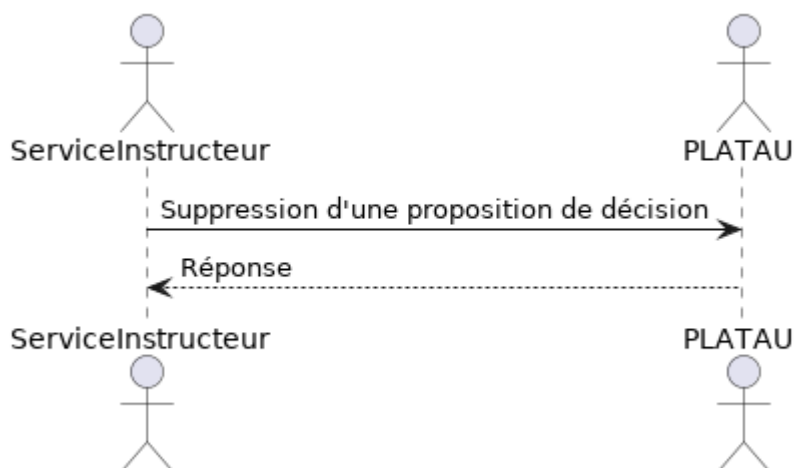 ServiceInstructeur PLATAU
Suppression d'une proposition de décision
Réponse
ServiceInstructeur PLATAU